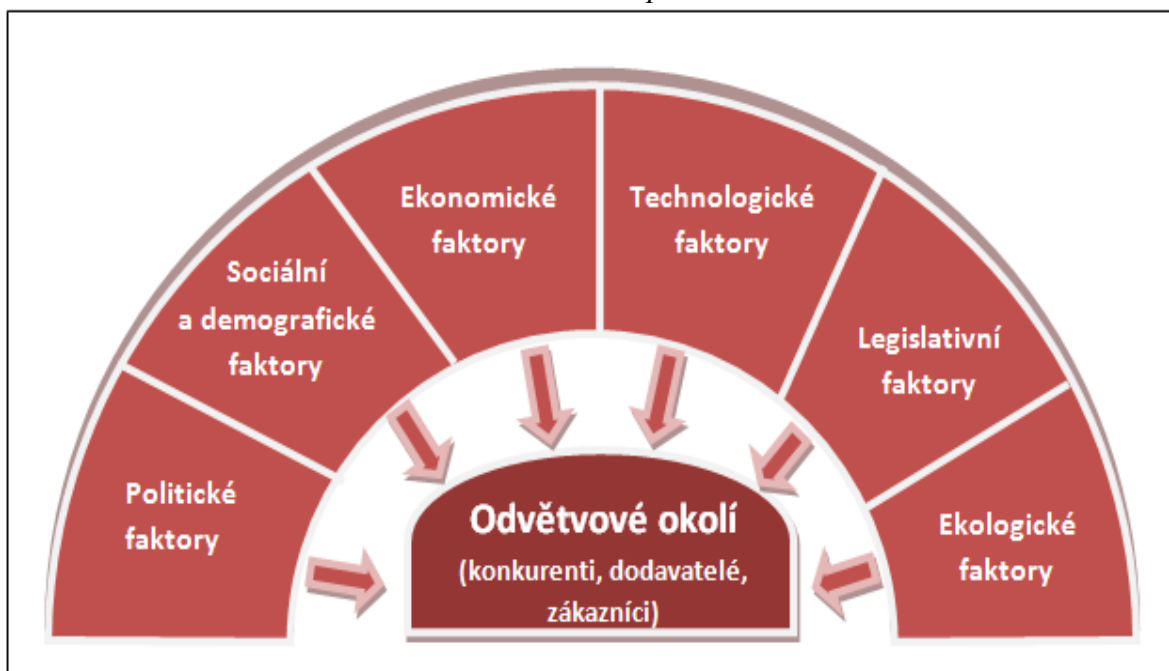 Politické
faktory
Sociální
a demografické
faktory
Ekonomické
faktory
Technologické
faktory
Legislativní
faktory
Ekologické
faktory
Odvětvové okolí
(konkurenti, dodavatelé,
zákazníci)